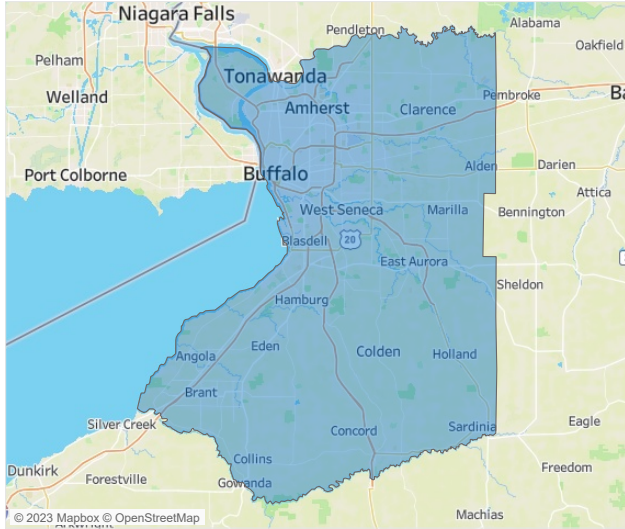 Niagara Falls
Pendleton
Alabama
Oakfield
Pelham
Tonawanda
Welland
Amherst
Clarence
Pembroke
Ba
Port Colborne
Buffalo
Alden
Darien
Attica
West Seneca
Marilla
Bennington
Blasdell
20
East Aurora
Sheldon
Hamburg
Eden
Angola
Colden
Holland
Brant
Silver Creek
Concord
Sardinia
Eagle
Collins
Dunkirk
Forestville
Gowanda
Freedom
Machias
© 2023 Mapbox © OpenStreetMap